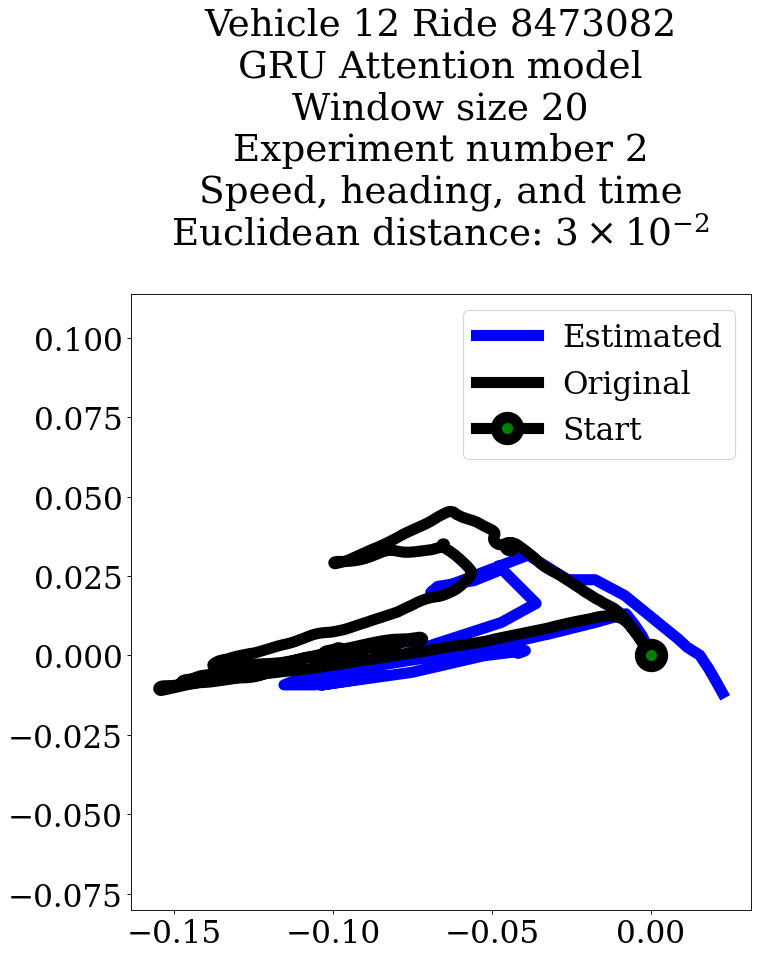 Vehicle 12 Ride 8473082
GRU Attention model
Window size 20
Experiment number 2
Speed, heading, and time
Euclidean distance: 3 × 10⁻²
Estimated
Original
Start
0.100
0.075
0.050
0.025
0.000
−0.025
−0.050
−0.075
−0.15 −0.10 −0.05 0.00